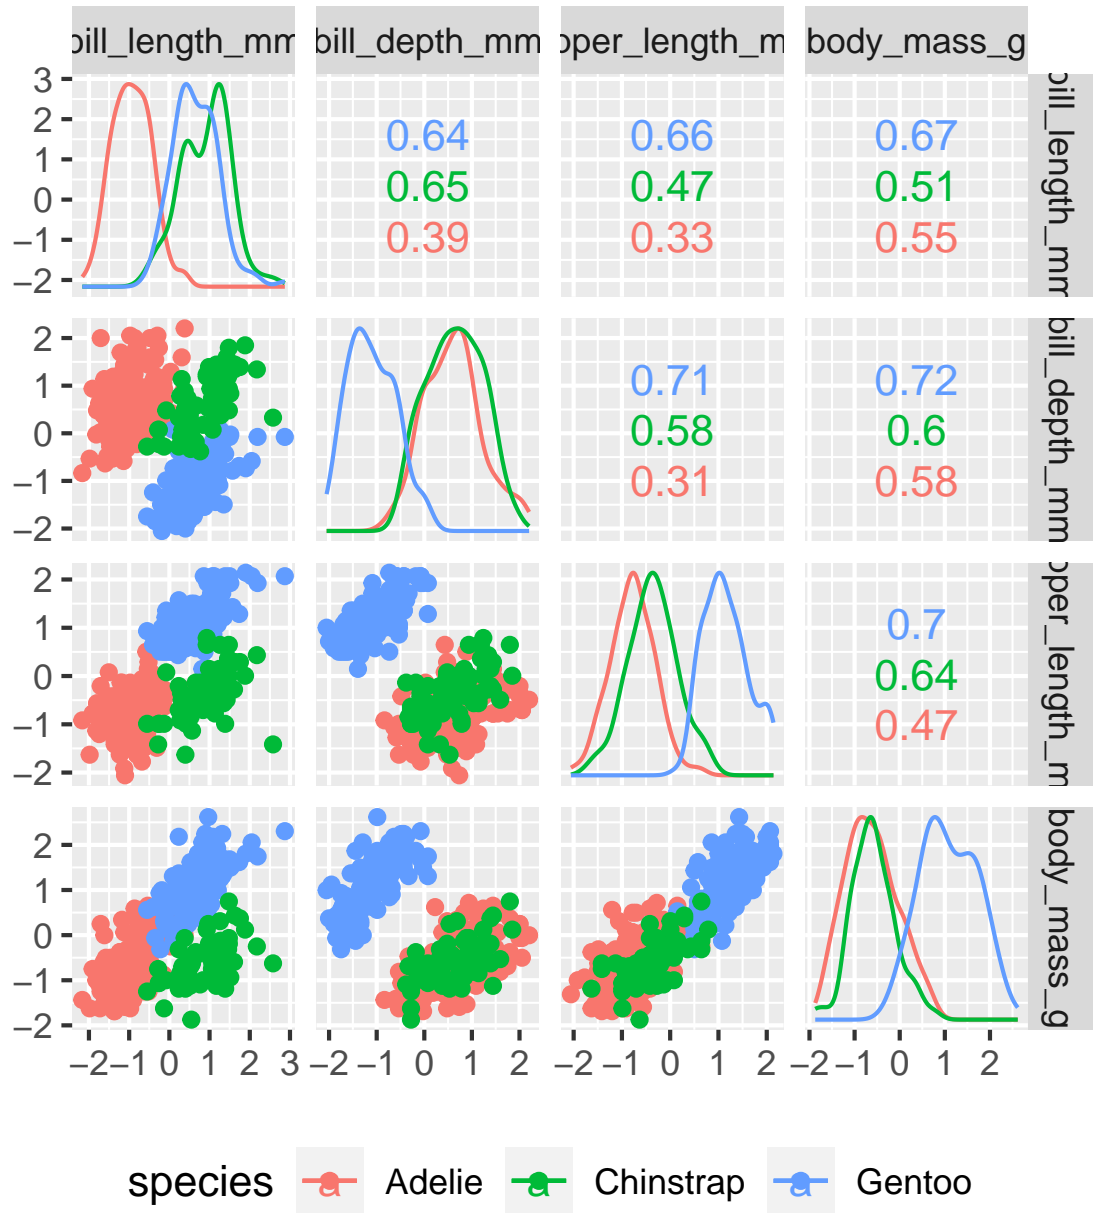 bill_length_mm bill_depth_mm pper_length_m body_mass_g
3
2
1
0
−1
−2
0.64 0.66 0.67
0.65 0.47 0.51
0.39 0.33 0.55
bill_length_mm
2
1
0
−1
−2
0.71 0.72
0.58 0.6
0.31 0.58
bill_depth_mm
2
1
0
−1
−2
0.7
0.64
0.47
pper_length_m
2
1
0
−1
−2
body_mass_g
−2 −1 0 1 2 3 −2 −1 0 1 2 −2 −1 0 1 2 −2 −1 0 1 2
species a Adelie a Chinstrap a Gentoo